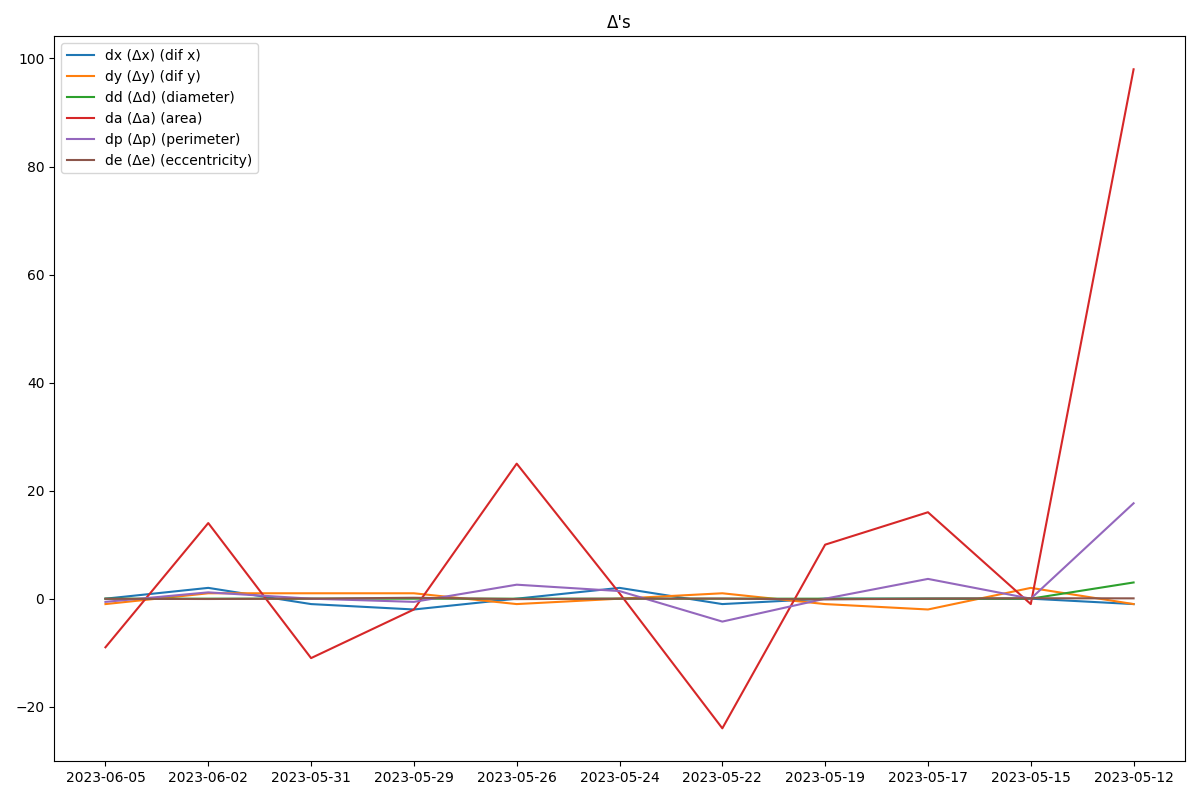 Δ's
dx (Δx) (dif x)
dy (Δy) (dif y)
dd (Δd) (diameter)
da (Δa) (area)
dp (Δp) (perimeter)
de (Δe) (eccentricity)
100
80
60
40
20
0
−20
2023-06-05 2023-06-02 2023-05-31 2023-05-29 2023-05-26 2023-05-24 2023-05-22 2023-05-19 2023-05-17 2023-05-15 2023-05-12